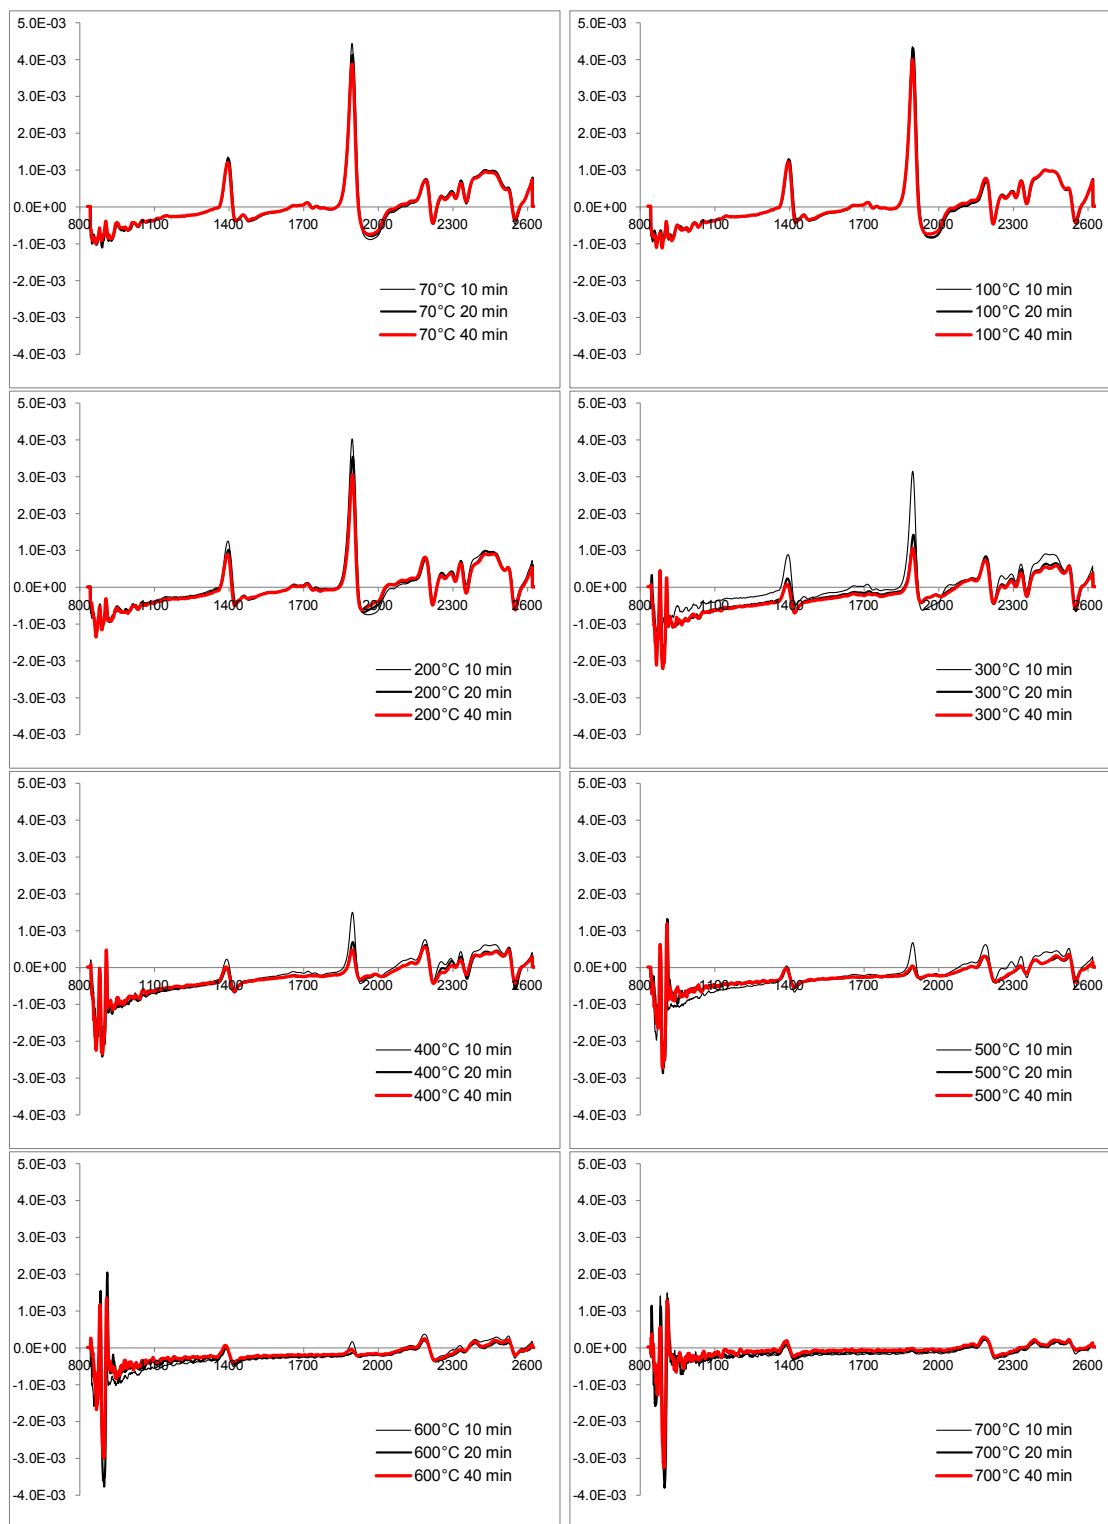 5.0E-03
4.0E-03
3.0E-03
2.0E-03
1.0E-03
0.0E+00
-1.0E-03
-2.0E-03
-3.0E-03
-4.0E-03
800 1100 1400 1700 2000 2300 2600
70°C 10 min
70°C 20 min
70°C 40 min
5.0E-03
4.0E-03
3.0E-03
2.0E-03
1.0E-03
0.0E+00
-1.0E-03
-2.0E-03
-3.0E-03
-4.0E-03
800 1100 1400 1700 2000 2300 2600
100°C 10 min
100°C 20 min
100°C 40 min
5.0E-03
4.0E-03
3.0E-03
2.0E-03
1.0E-03
0.0E+00
-1.0E-03
-2.0E-03
-3.0E-03
-4.0E-03
800 1100 1400 1700 2000 2300 2600
200°C 10 min
200°C 20 min
200°C 40 min
5.0E-03
4.0E-03
3.0E-03
2.0E-03
1.0E-03
0.0E+00
-1.0E-03
-2.0E-03
-3.0E-03
-4.0E-03
800 1100 1400 1700 2000 2300 2600
300°C 10 min
300°C 20 min
300°C 40 min
5.0E-03
4.0E-03
3.0E-03
2.0E-03
1.0E-03
0.0E+00
-1.0E-03
-2.0E-03
-3.0E-03
-4.0E-03
800 1100 1400 1700 2000 2300 2600
400°C 10 min
400°C 20 min
400°C 40 min
5.0E-03
4.0E-03
3.0E-03
2.0E-03
1.0E-03
0.0E+00
-1.0E-03
-2.0E-03
-3.0E-03
-4.0E-03
800 1100 1400 1700 2000 2300 2600
500°C 10 min
500°C 20 min
500°C 40 min
5.0E-03
4.0E-03
3.0E-03
2.0E-03
1.0E-03
0.0E+00
-1.0E-03
-2.0E-03
-3.0E-03
-4.0E-03
800 1100 1400 1700 2000 2300 2600
600°C 10 min
600°C 20 min
600°C 40 min
5.0E-03
4.0E-03
3.0E-03
2.0E-03
1.0E-03
0.0E+00
-1.0E-03
-2.0E-03
-3.0E-03
-4.0E-03
800 1100 1400 1700 2000 2300 2600
700°C 10 min
700°C 20 min
700°C 40 min